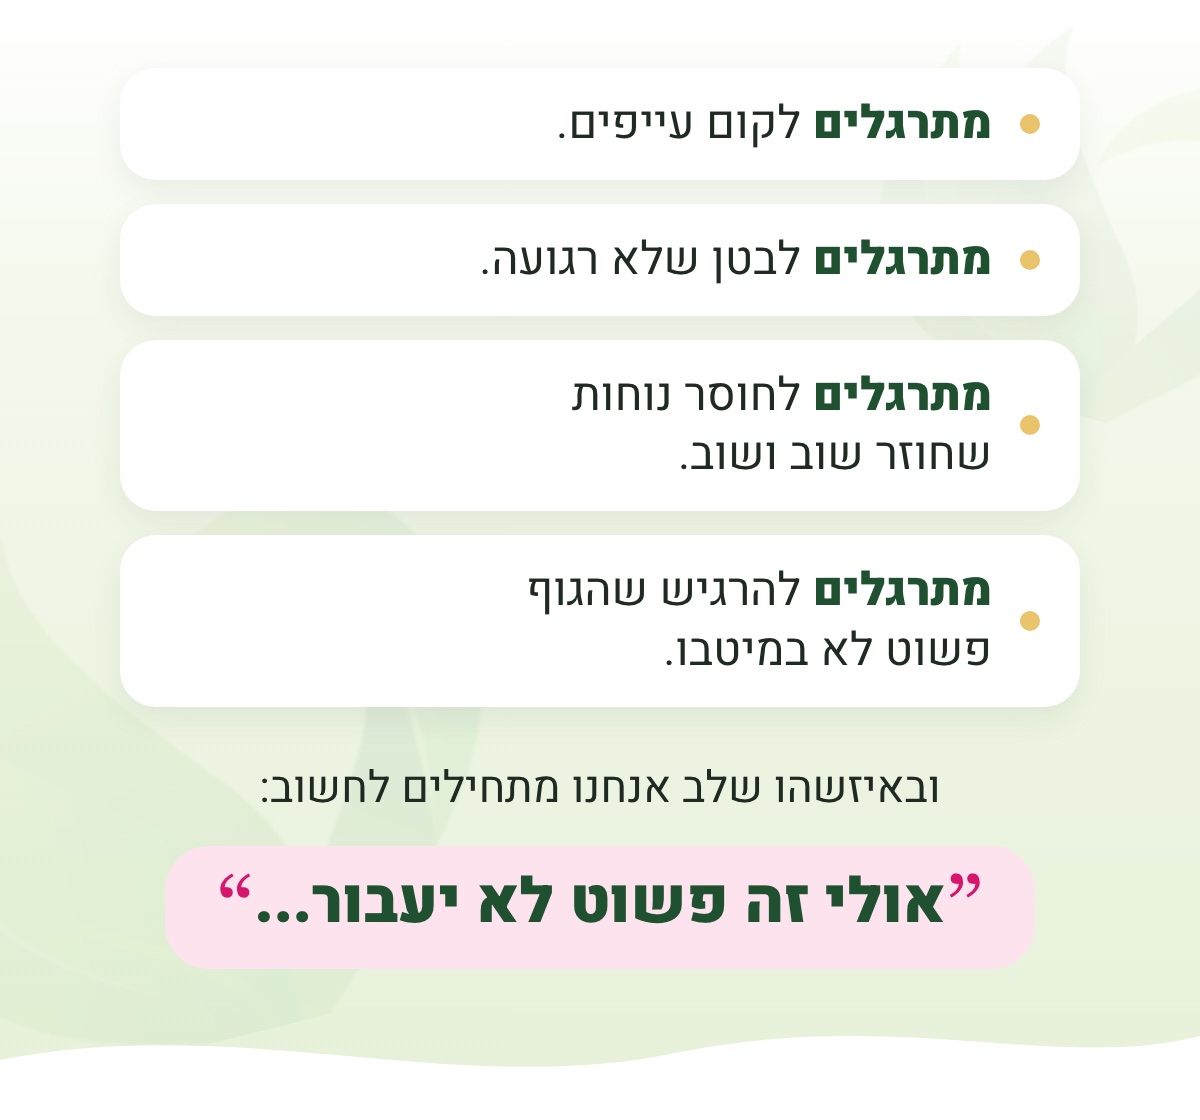 מתרגלים לקום עייפים.
מתרגלים לבטן שלא רגועה.
מתרגלים לחוסר נוחות
שחוזר שוב ושוב.
מתרגלים להרגיש שהגוף
פשוט לא במיטבו.
ובאיזשהו שלב אנחנו מתחילים לחשוב:
”אולי זה פשוט לא יעבור...“